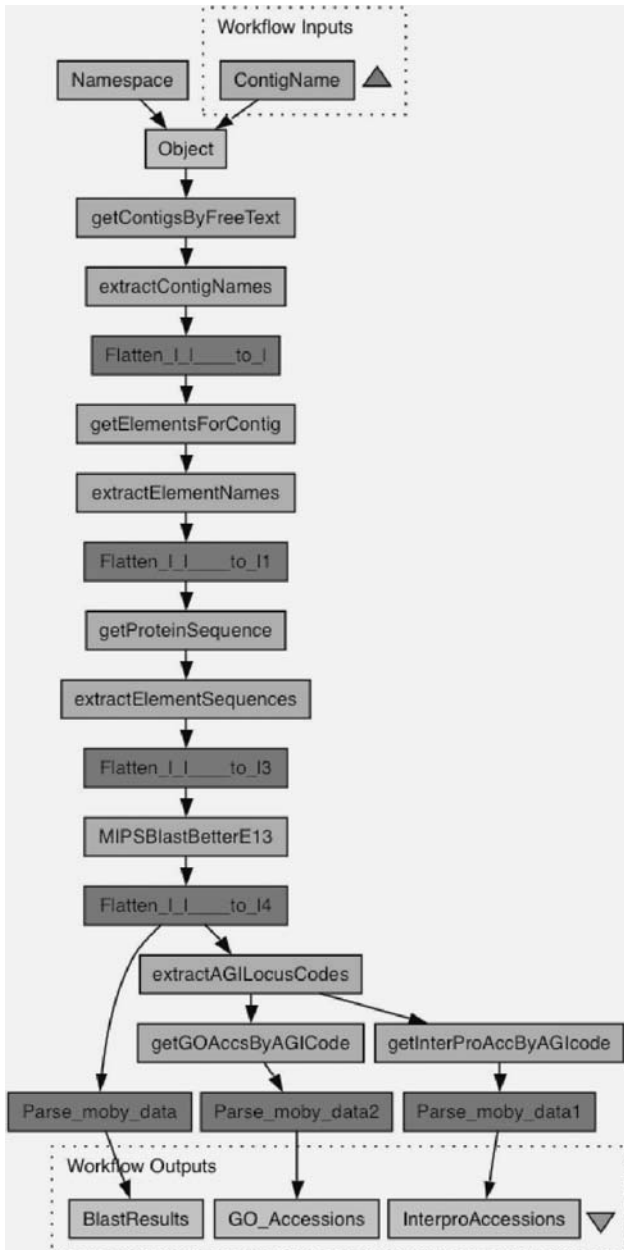 Workflow Inputs
Namespace
ContigName
Object
getContigsByFreeText
extractContigNames
Flatten_l_l____to_l
getElementsForContig
extractElementNames
Flatten_l_l____to_l1
getProteinSequence
extractElementSequences
Flatten_l_l____to_l3
MIPSBlastBetterE13
Flatten_l_l____to_l4
extractAGILocusCodes
getGOAccsByAGICode
getInterProAccByAGIcode
Parse_moby_data
Parse_moby_data2
Parse_moby_data1
Workflow Outputs
BlastResults
GO_Accessions
InterproAccessions